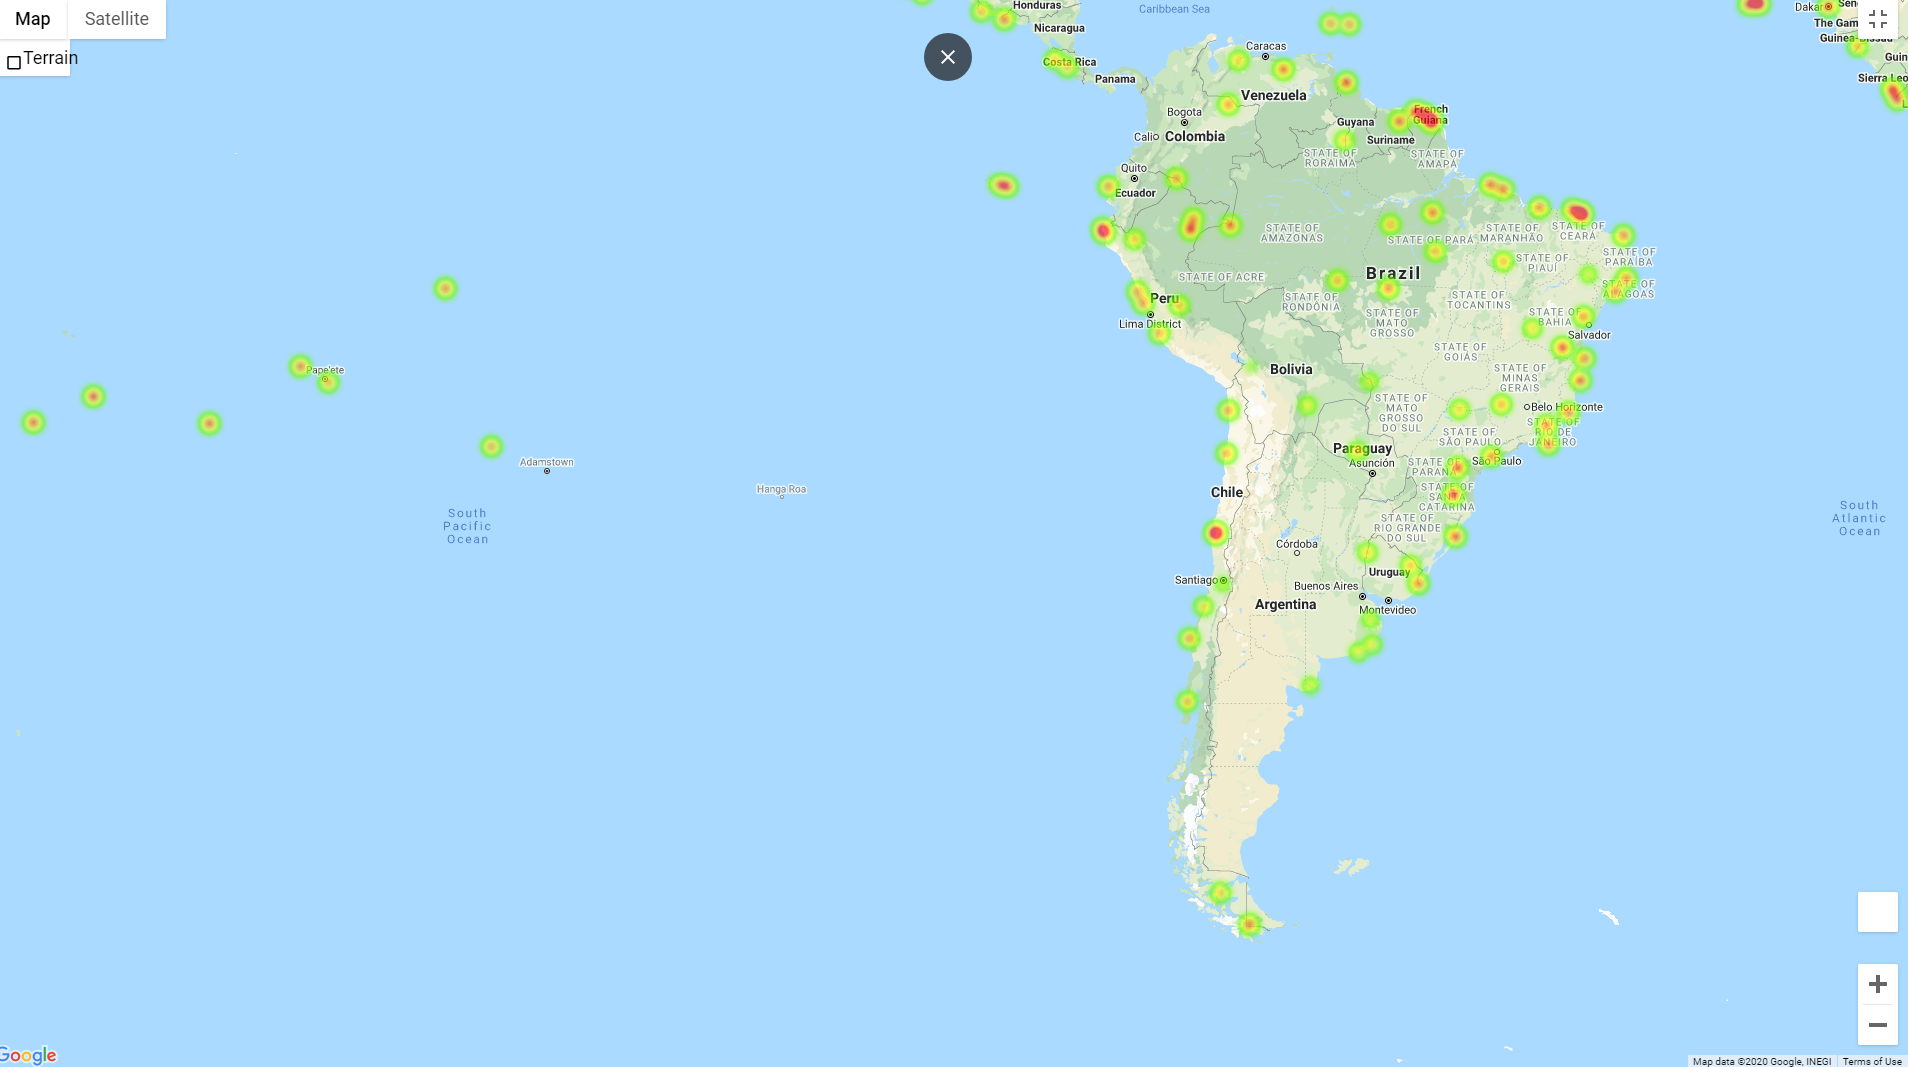 Map
Satellite
Terrain
Honduras
Nicaragua
Caribbean Sea
Costa Rica
Panama
Caracas
Venezuela
Bogota
Cali
Colombia
Guyana
Suriname
French
Guiana
STATE OF
RORAIMA
STATE OF
AMAPÁ
Quito
Ecuador
STATE OF
AMAZONAS
STATE OF PARÁ
STATE OF
MARANHÃO
STATE OF
CEARÁ
STATE OF
PARAÍBA
STATE OF
PIAUÍ
STATE OF ACRE
Brazil
STATE OF
ALAGOAS
Peru
Lima District
STATE OF
RONDÔNIA
STATE OF
TOCANTINS
STATE OF
MATO
GROSSO
STATE OF
BAHIA
Salvador
STATE OF
GOIÁS
Bolivia
STATE OF
MINAS
GERAIS
STATE OF
MATO
GROSSO
DO SUL
Belo Horizonte
STATE OF
RIO DE
JANEIRO
STATE OF
SÃO PAULO
São Paulo
Paraguay
Asunción
STATE OF
PARANÁ
STATE OF
SANTA
CATARINA
STATE OF
RIO GRANDE
DO SUL
Chile
Córdoba
Santiago
Uruguay
Buenos Aires
Argentina
Montevideo
Pape'ete
Adamstown
Hanga Roa
South
Pacific
Ocean
South
Atlantic
Ocean
Dakar
Sen
The Gam
Guinea-Bissau
Guin
Sierra Leo
L
Google
Map data ©2020 Google, INEGI
Terms of Use